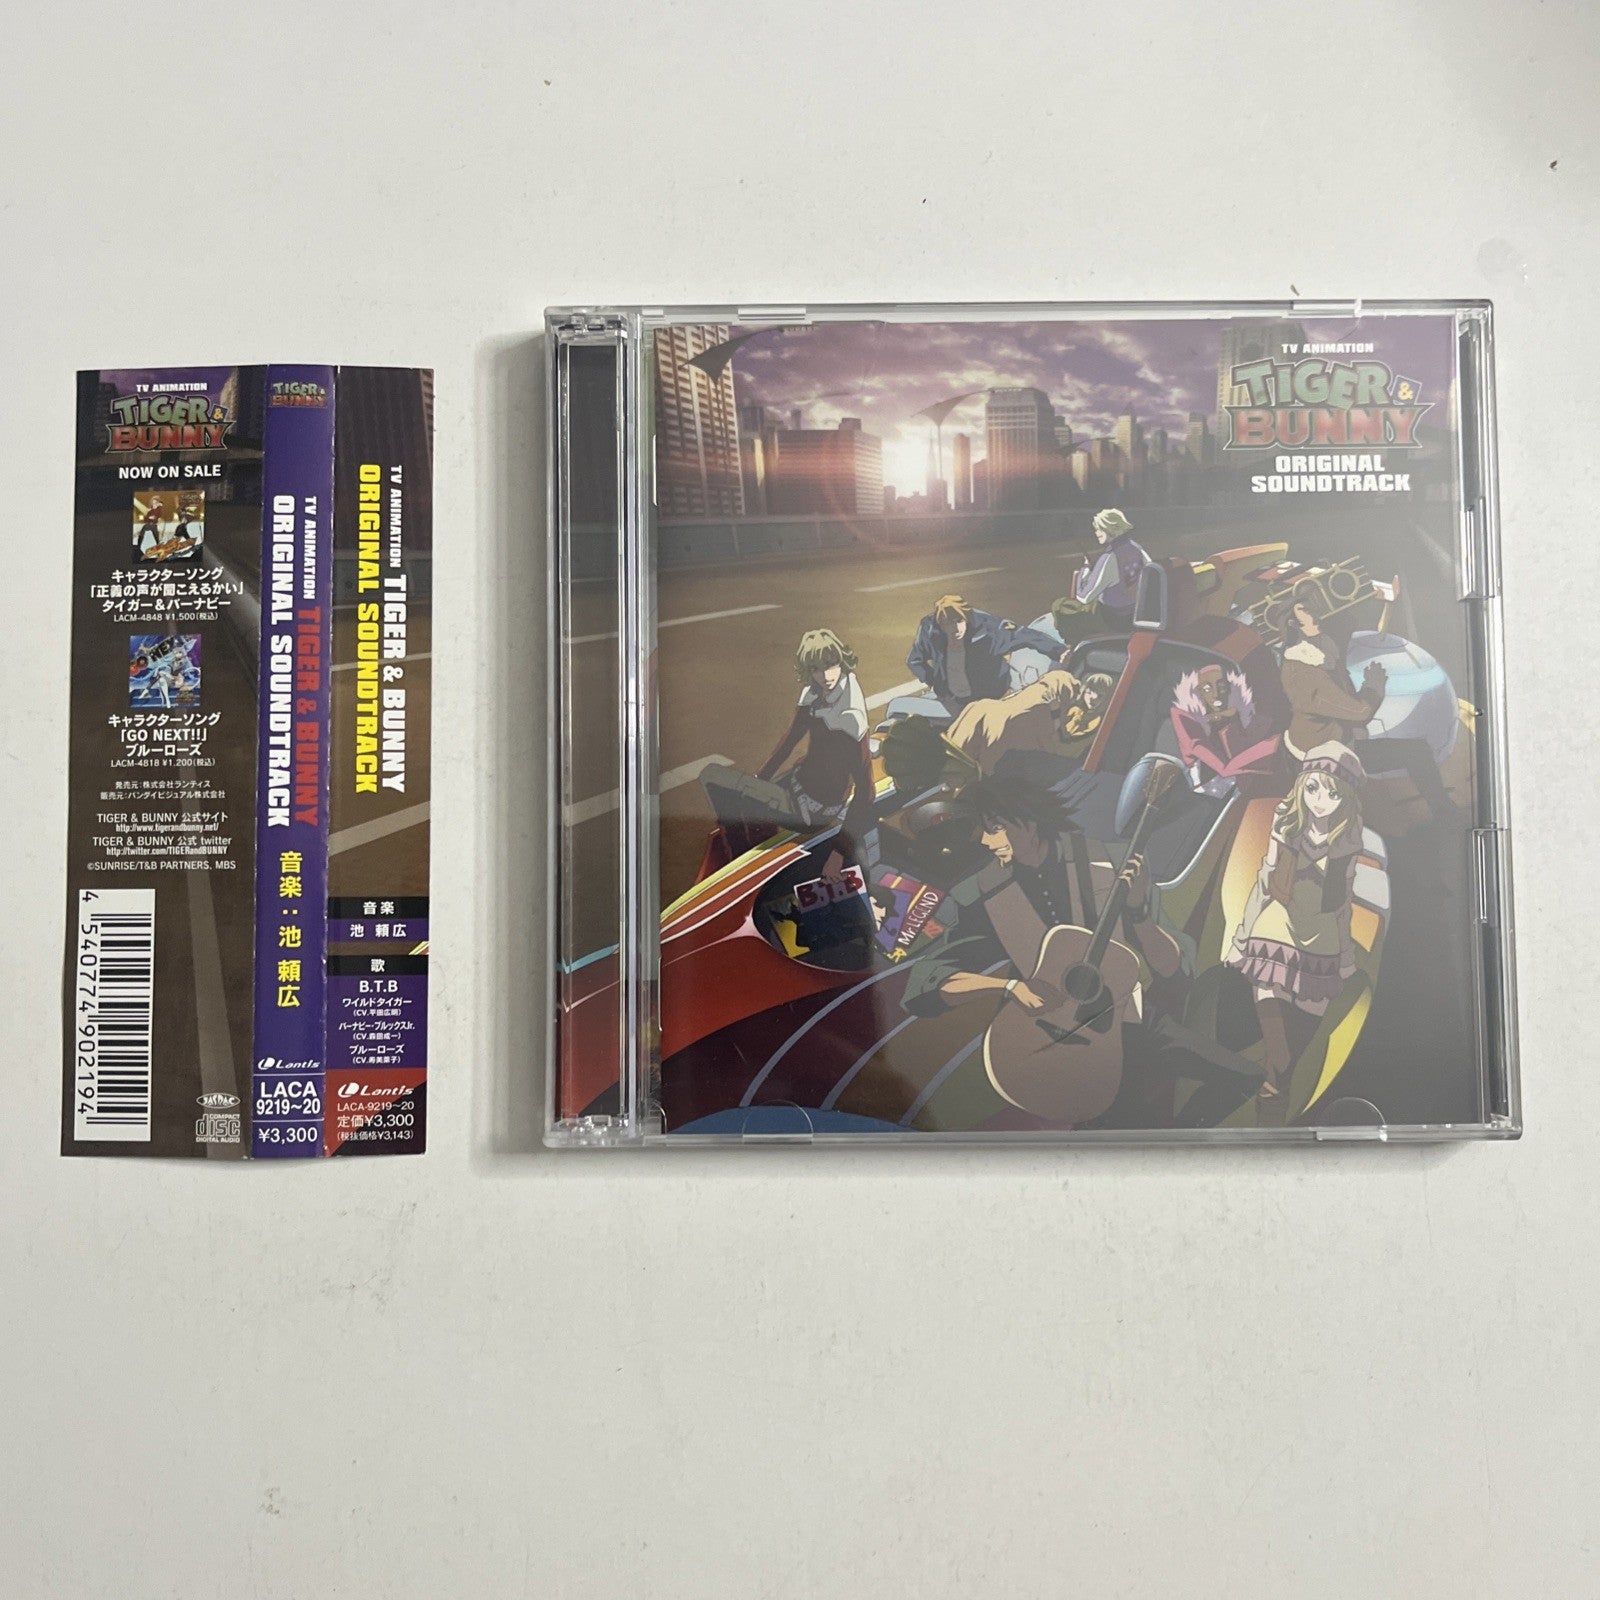 TV ANIMATION
TIGER & BUNNY
NOW ON SALE
キャラクターソング
「正義の声が聞こえるかい」
タイガー&バーナビー
LACM-4848 ¥1,500(税込)
GO NEXT
キャラクターソング
「GO NEXT!!」
ブルーローズ
LACM-4818 ¥1,200(税込)
発売元:株式会社ランティス
販売元:バンダイビジュアル株式会社
TIGER & BUNNY 公式サイト
http://www.tigerandbunny.net/
TIGER & BUNNY 公式 twitter
http://twitter.com/TIGERandBUNNY
©SUNRISE/T&B PARTNERS, MBS
4 540774 902194
JASRAC
COMPACT
disc
DIGITAL AUDIO
TIGER &
BUNNY
TV ANIMATION TIGER & BUNNY
ORIGINAL SOUNDTRACK
音楽:池 頼広
Lantis
LACA
9219~20
¥3,300
TV ANIMATION TIGER & BUNNY
ORIGINAL SOUNDTRACK
音楽
池 頼広
歌
B.T.B
ワイルドタイガー
(CV.平田広明)
バーナビー・ブルックスJr.
(CV.森田成一)
ブルーローズ
(CV.寿美菜子)
Lantis
LACA-9219~20
定価¥3,300
(税抜価格¥3,143)
TV ANIMATION
TIGER &
BUNNY
ORIGINAL
SOUNDTRACK
B.T.B
Mr.LEGEND